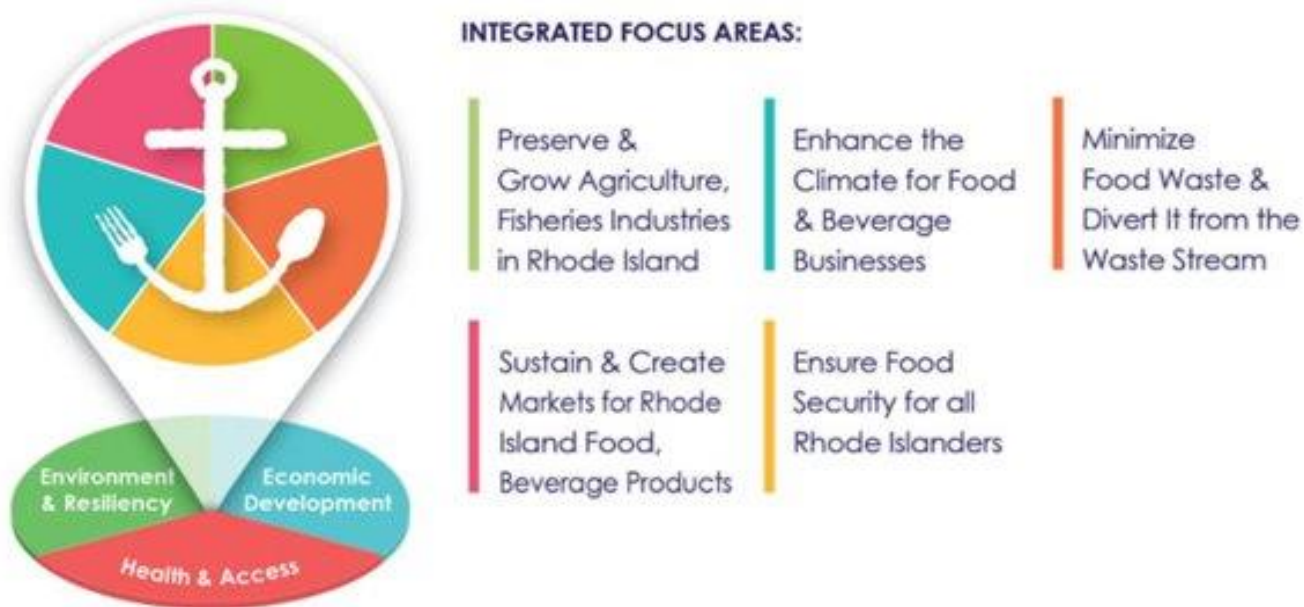 INTEGRATED FOCUS AREAS:
Preserve &
Grow Agriculture,
Fisheries Industries
in Rhode Island
Enhance the
Climate for Food
& Beverage
Businesses
Minimize
Food Waste &
Divert It from the
Waste Stream
Sustain & Create
Markets for Rhode
Island Food,
Beverage Products
Ensure Food
Security for all
Rhode Islanders
Environment
& Resiliency
Economic
Development
Health & Access